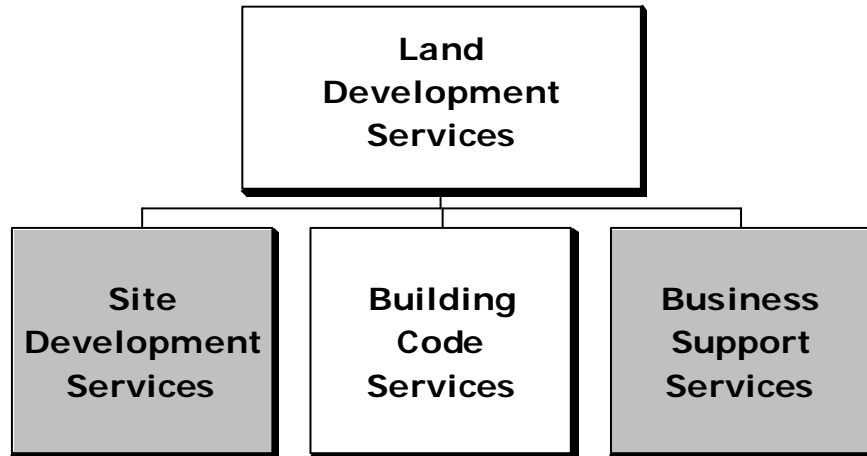 Land
Development
Services
Site
Development
Services
Building
Code
Services
Business
Support
Services